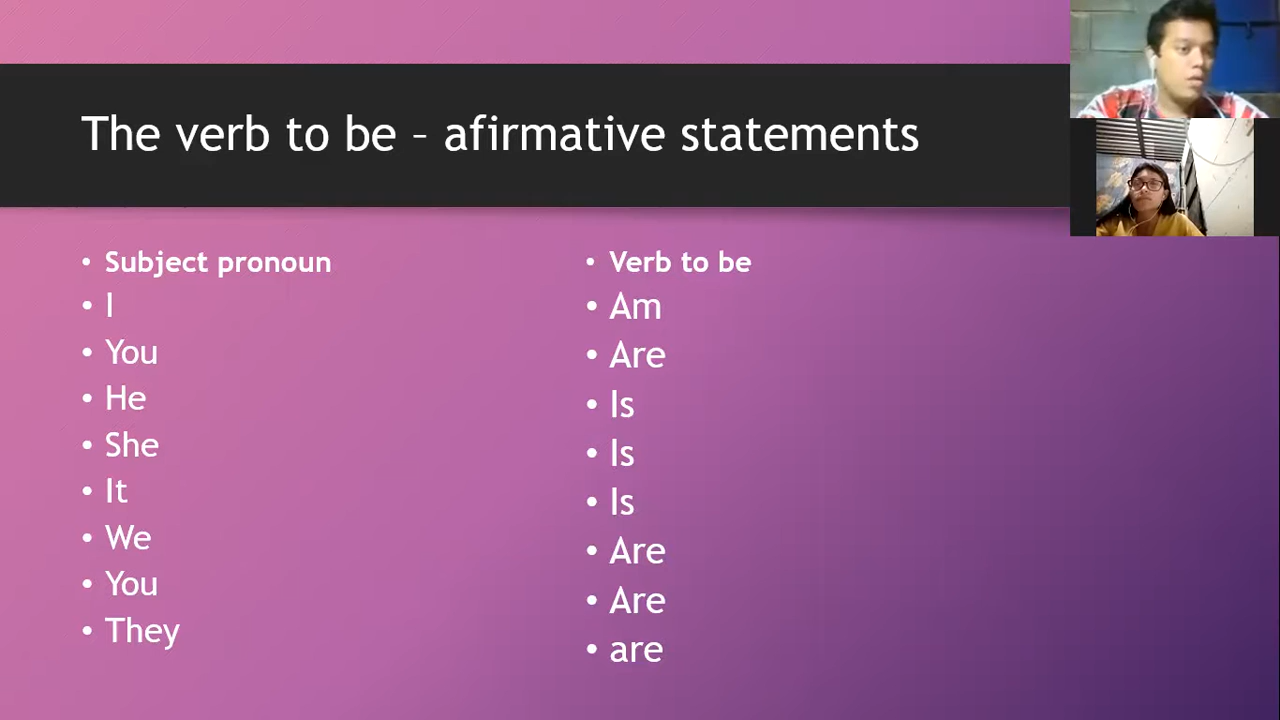 The verb to be – afirmative statements
• Subject pronoun
• I
• You
• He
• She
• It
• We
• You
• They
• Verb to be
• Am
• Are
• Is
• Is
• Is
• Are
• Are
• are